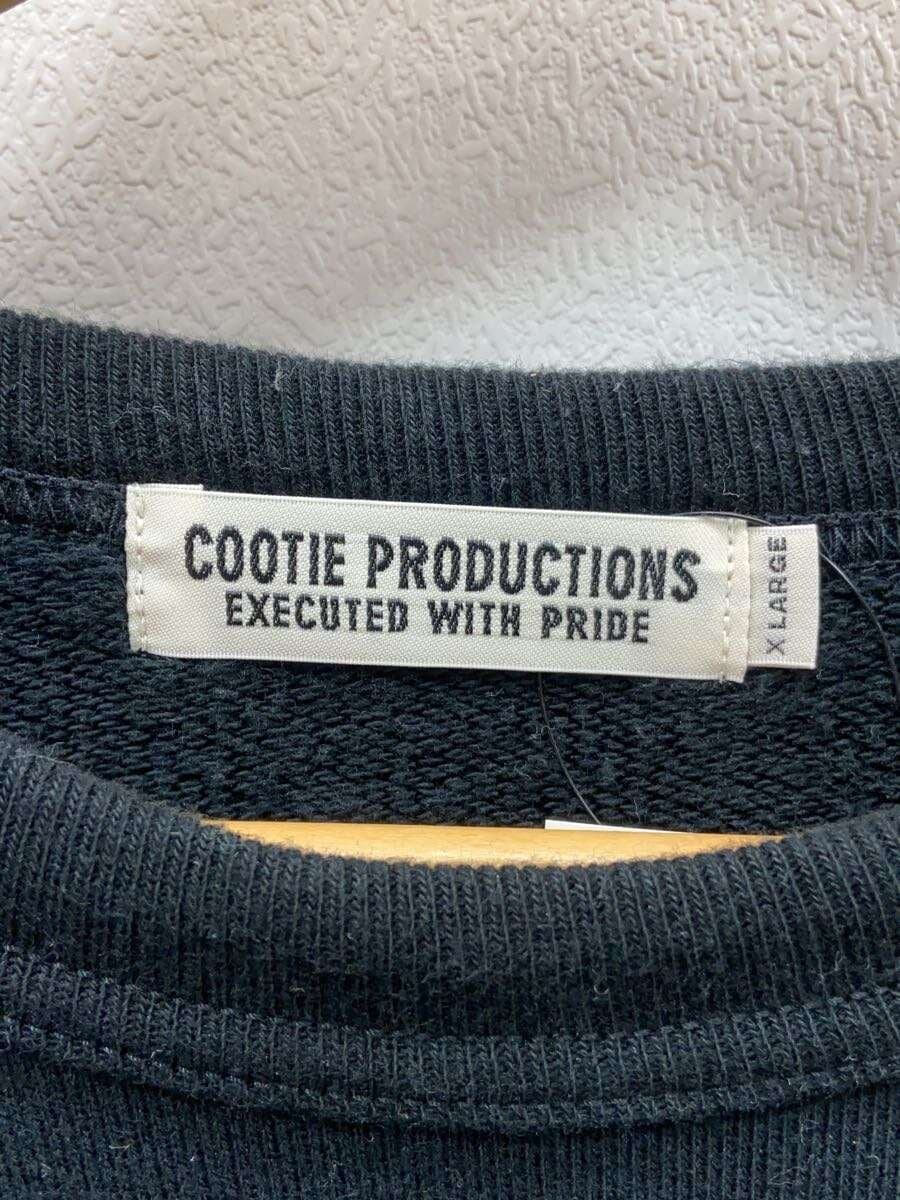 COOTIE PRODUCTIONS
EXECUTED WITH PRIDE
X LARGE